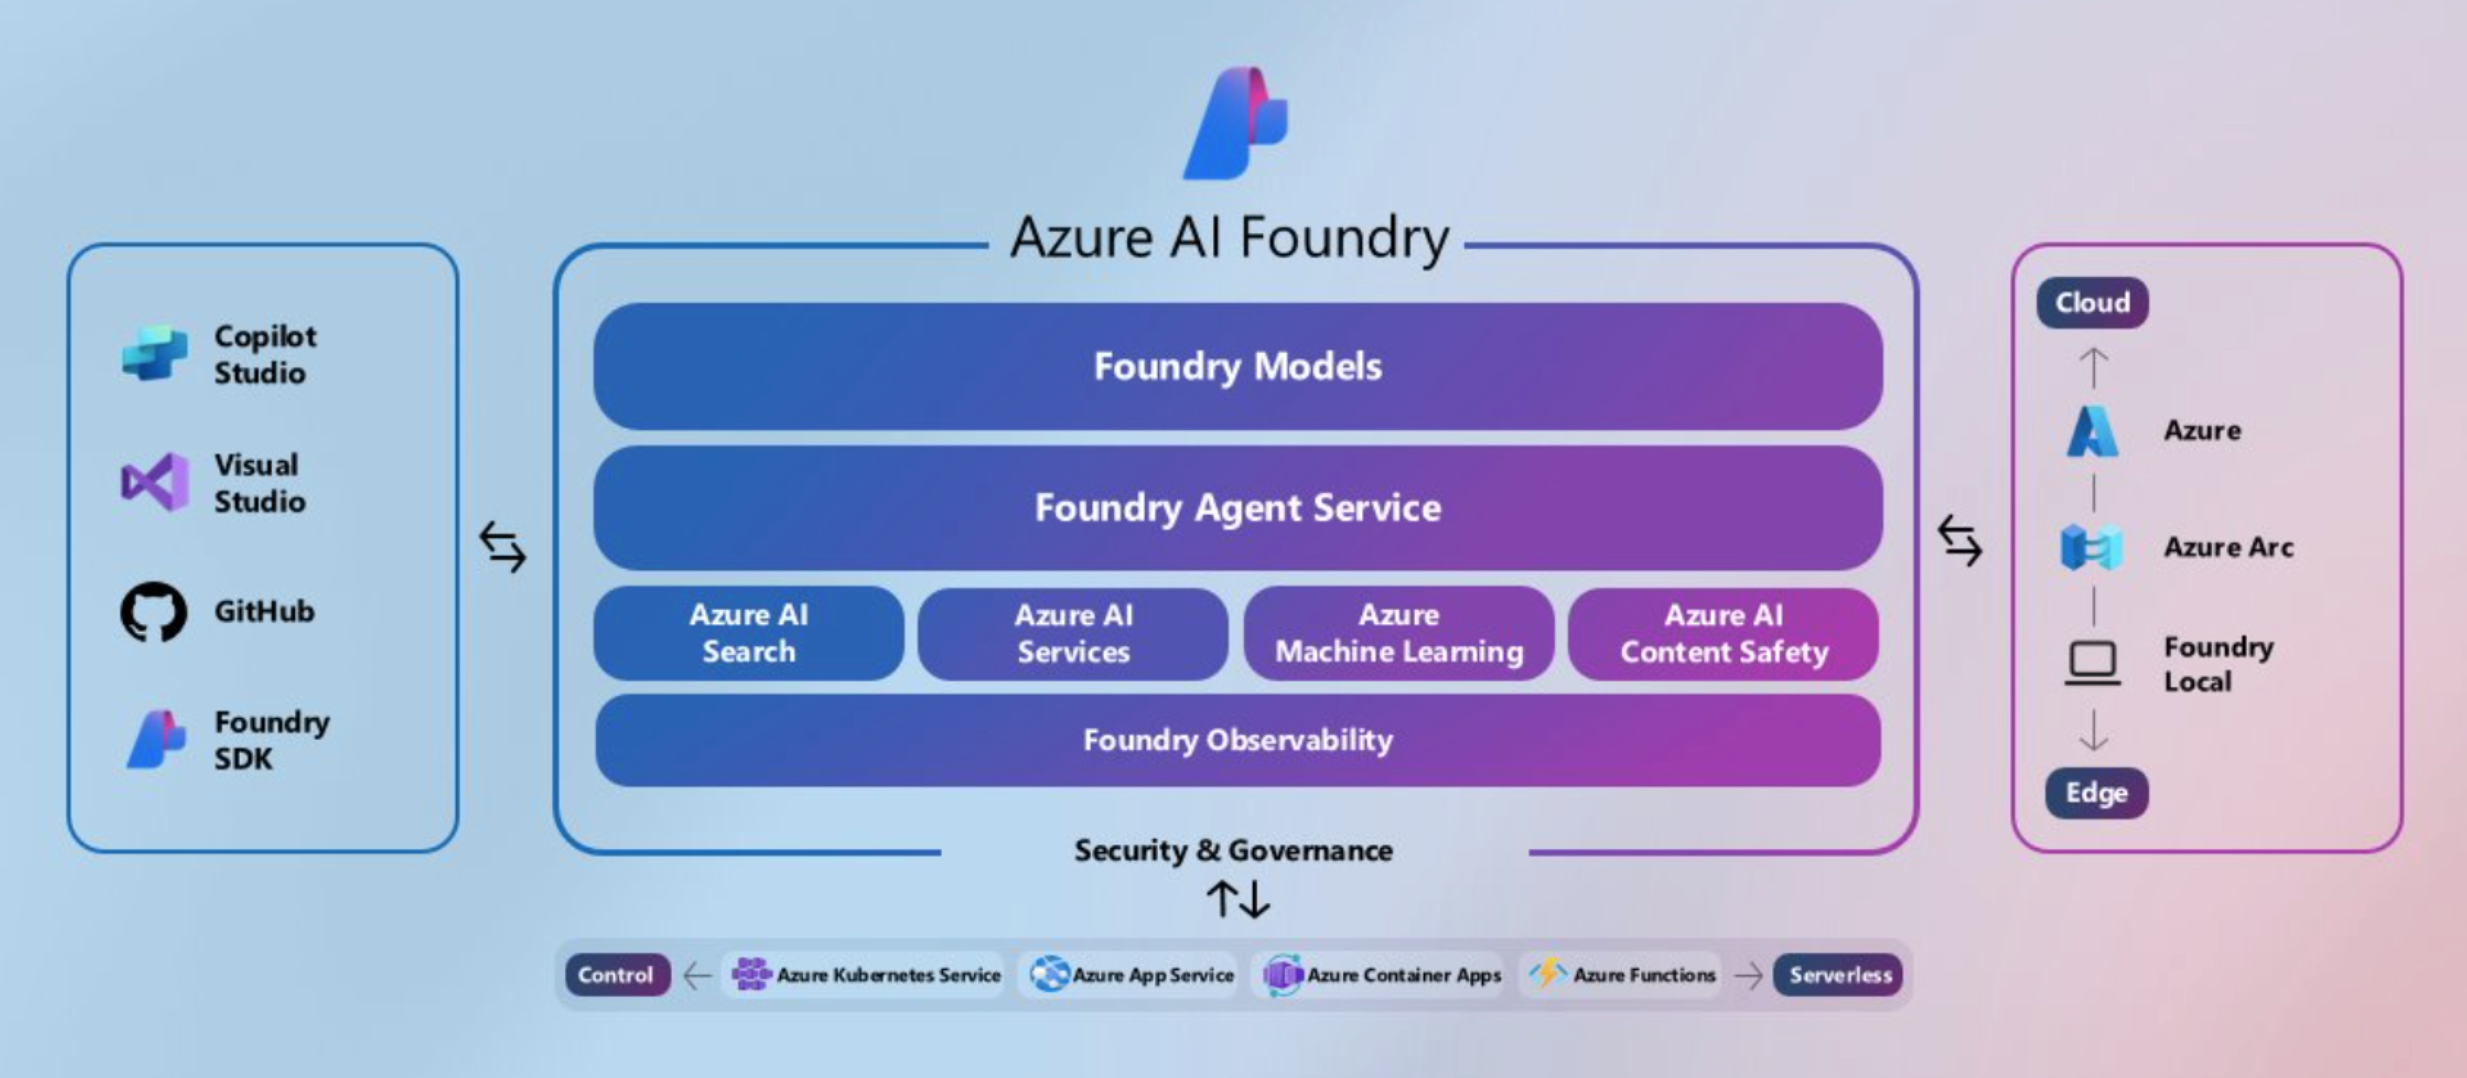 Azure AI Foundry
Copilot
Studio
Visual
Studio
GitHub
Foundry
SDK
Foundry Models
Foundry Agent Service
Azure AI
Search
Azure AI
Services
Azure
Machine Learning
Azure AI
Content Safety
Foundry Observability
Security & Governance
Cloud
Azure
Azure Arc
Foundry
Local
Edge
Control
Azure Kubernetes Service
Azure App Service
Azure Container Apps
Azure Functions
Serverless